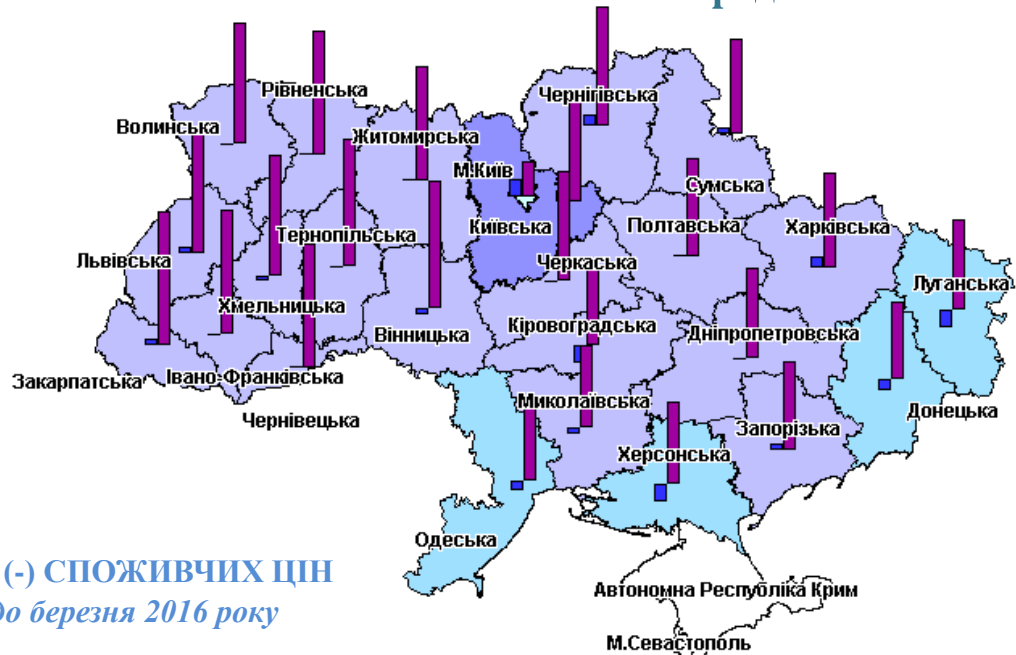 Рівненська
Чернігівська
Волинська
Житомирська
М.Київ
Сумська
Київська
Полтавська
Харківська
Тернопільська
Львівська
Черкаська
Луганська
Хмельницька
Вінницька
Кіровоградська
Дніпропетровська
Закарпатська
Івано-Франківська
Миколаївська
Донецька
Чернівецька
Запорізька
Херсонська
Одеська
(-) СПОЖИВЧИХ ЦІН
до березня 2016 року
Автономна Республіка Крим
М.Севастополь